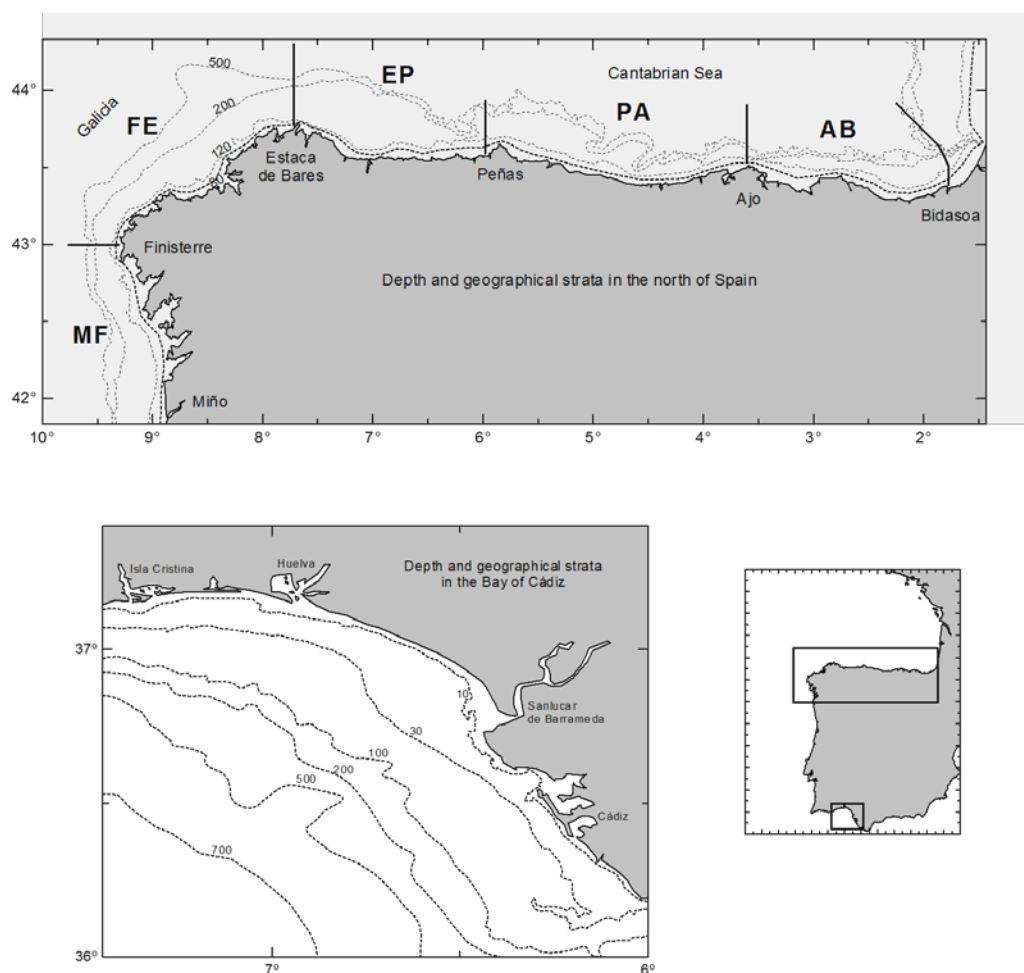 44°
43°
42°
10°
9°
8°
7°
6°
5°
4°
3°
2°
500
200
120
Galicia
FE
EP
Cantabrian Sea
PA
AB
MF
Estaca
de Bares
Peñas
Ajo
Bidasoa
Finisterre
Miño
Depth and geographical strata in the north of Spain
Isla Cristina
Huelva
Depth and geographical strata
in the Bay of Cádiz
37°
36°
7°
6°
10
30
100
200
500
700
Sanlucar
de Barrameda
Cádiz